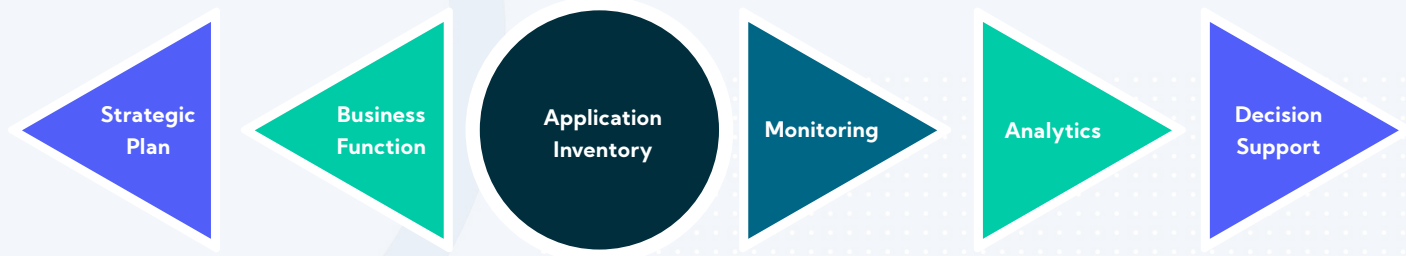 Strategic
Plan
Business
Function
Application
Inventory
Monitoring
Analytics
Decision
Support